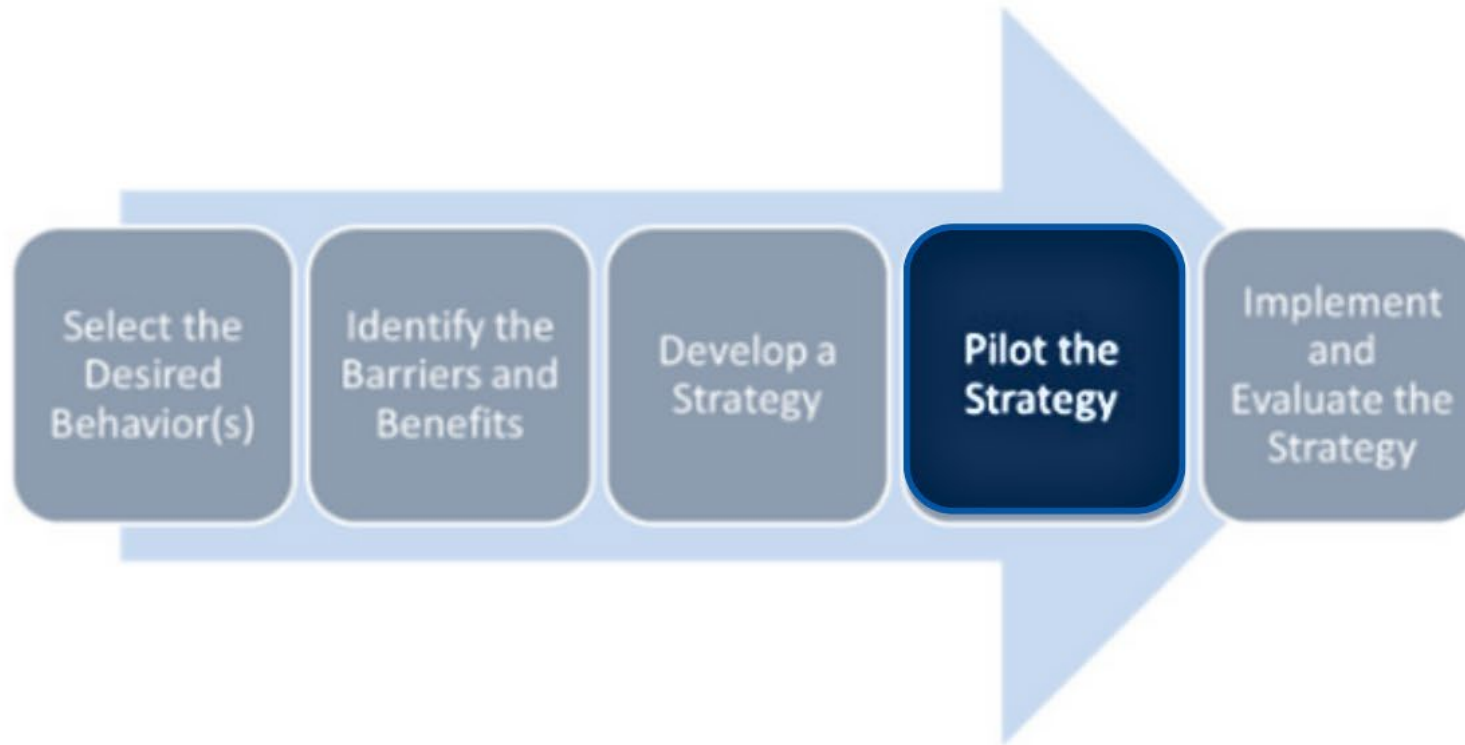 Select the
Desired
Behavior(s)
Identify the
Barriers and
Benefits
Develop a
Strategy
Pilot the
Strategy
Implement
and
Evaluate the
Strategy